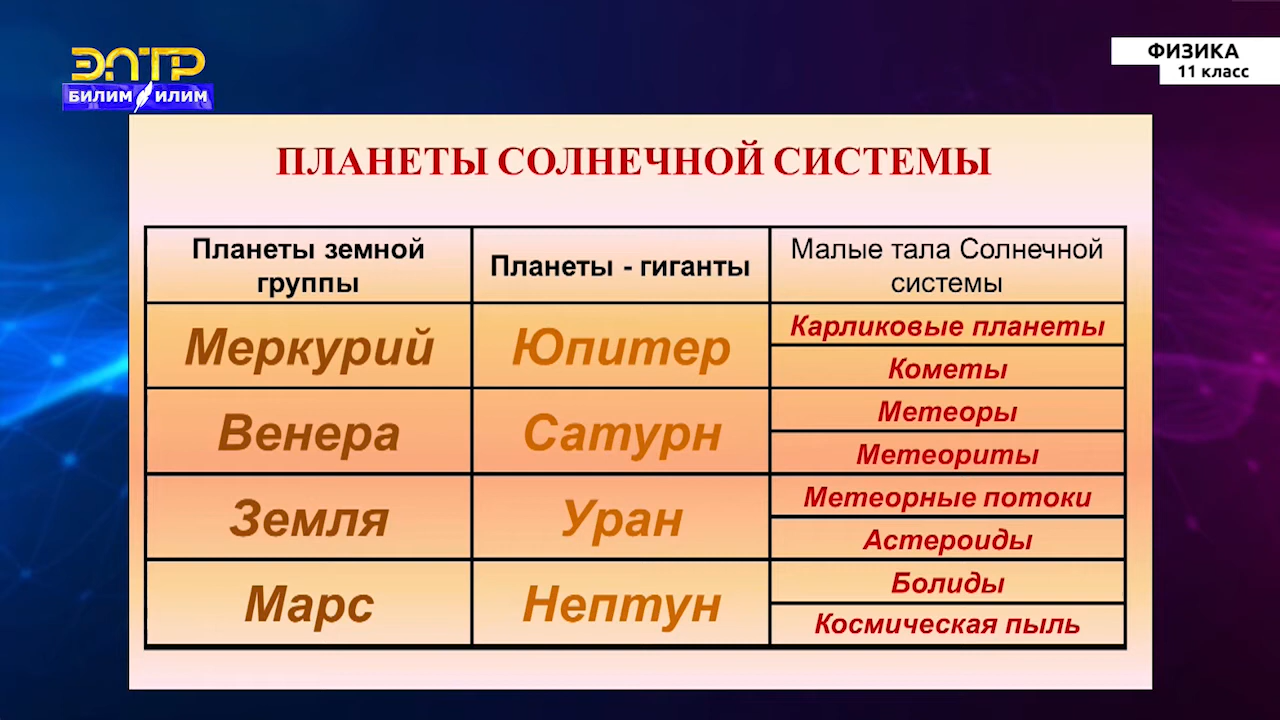 ЭЛТР
БИЛИМ ИЛИМ
ФИЗИКА
11 класс
ПЛАНЕТЫ СОЛНЕЧНОЙ СИСТЕМЫ
Планеты земной
группы
Планеты - гиганты
Малые тала Солнечной
системы
Меркурий
Юпитер
Карликовые планеты
Кометы
Венера
Сатурн
Метеоры
Метеориты
Земля
Уран
Метеорные потоки
Астероиды
Марс
Нептун
Болиды
Космическая пыль